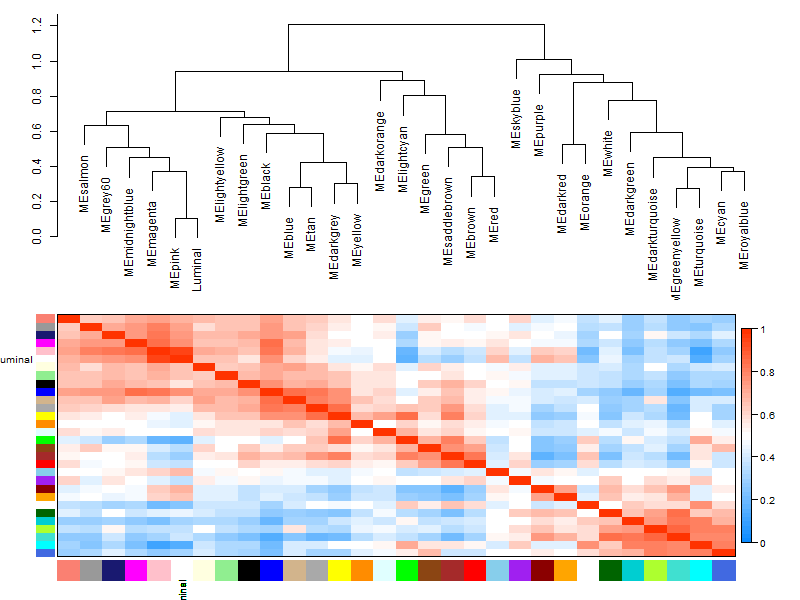 1.2
1.0
0.8
0.6
0.4
0.2
0.0
MEsalmon
MEgrey60
MEmidnightblue
MEmagenta
MEpink
Luminal
MElightyellow
MElightgreen
MEblack
MEblue
MEtan
MEdarkgrey
MEyellow
MEdarkorange
MElightcyan
MEgreen
MEsaddlebrown
MEbrown
MEred
MEskyblue
MEpurple
MEdarkred
MEorange
MEwhite
MEdarkgreen
MEdarkturquoise
MEgreenyellow
MEturquoise
MEcyan
MEroyalblue
uminal
1
0.8
0.6
0.4
0.2
0
ninal